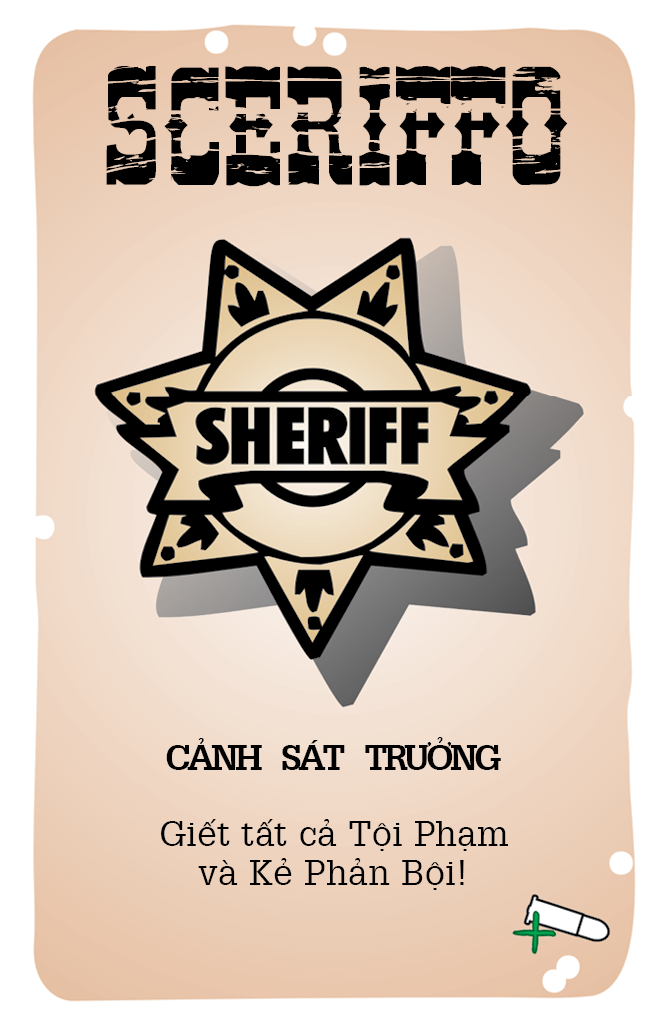 SCERIFFO
SHERIFF
CẢNH SÁT TRƯỞNG
Giết tất cả Tội Phạm
và Kẻ Phản Bội!